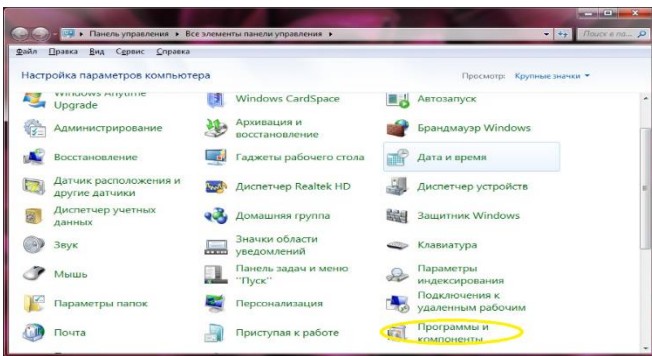 Панель управления ▸ Все элементы панели управления ▸
Поиск в па...
Файл Правка Вид Сервис Справка
Настройка параметров компьютера
Просмотр: Крупные значки
Windows Anytime
Upgrade
Windows CardSpace
Автозапуск
Администрирование
Архивация и
восстановление
Брандмауэр Windows
Восстановление
Гаджеты рабочего стола
Дата и время
Датчик расположения и
другие датчики
Диспетчер Realtek HD
Диспетчер устройств
Диспетчер учетных
данных
Домашняя группа
Защитник Windows
Звук
Значки области
уведомлений
Клавиатура
Мышь
Панель задач и меню
"Пуск"
Параметры
индексирования
Параметры папок
Персонализация
Подключения к
удаленным рабочим
Почта
Приступая к работе
Программы и
компоненты